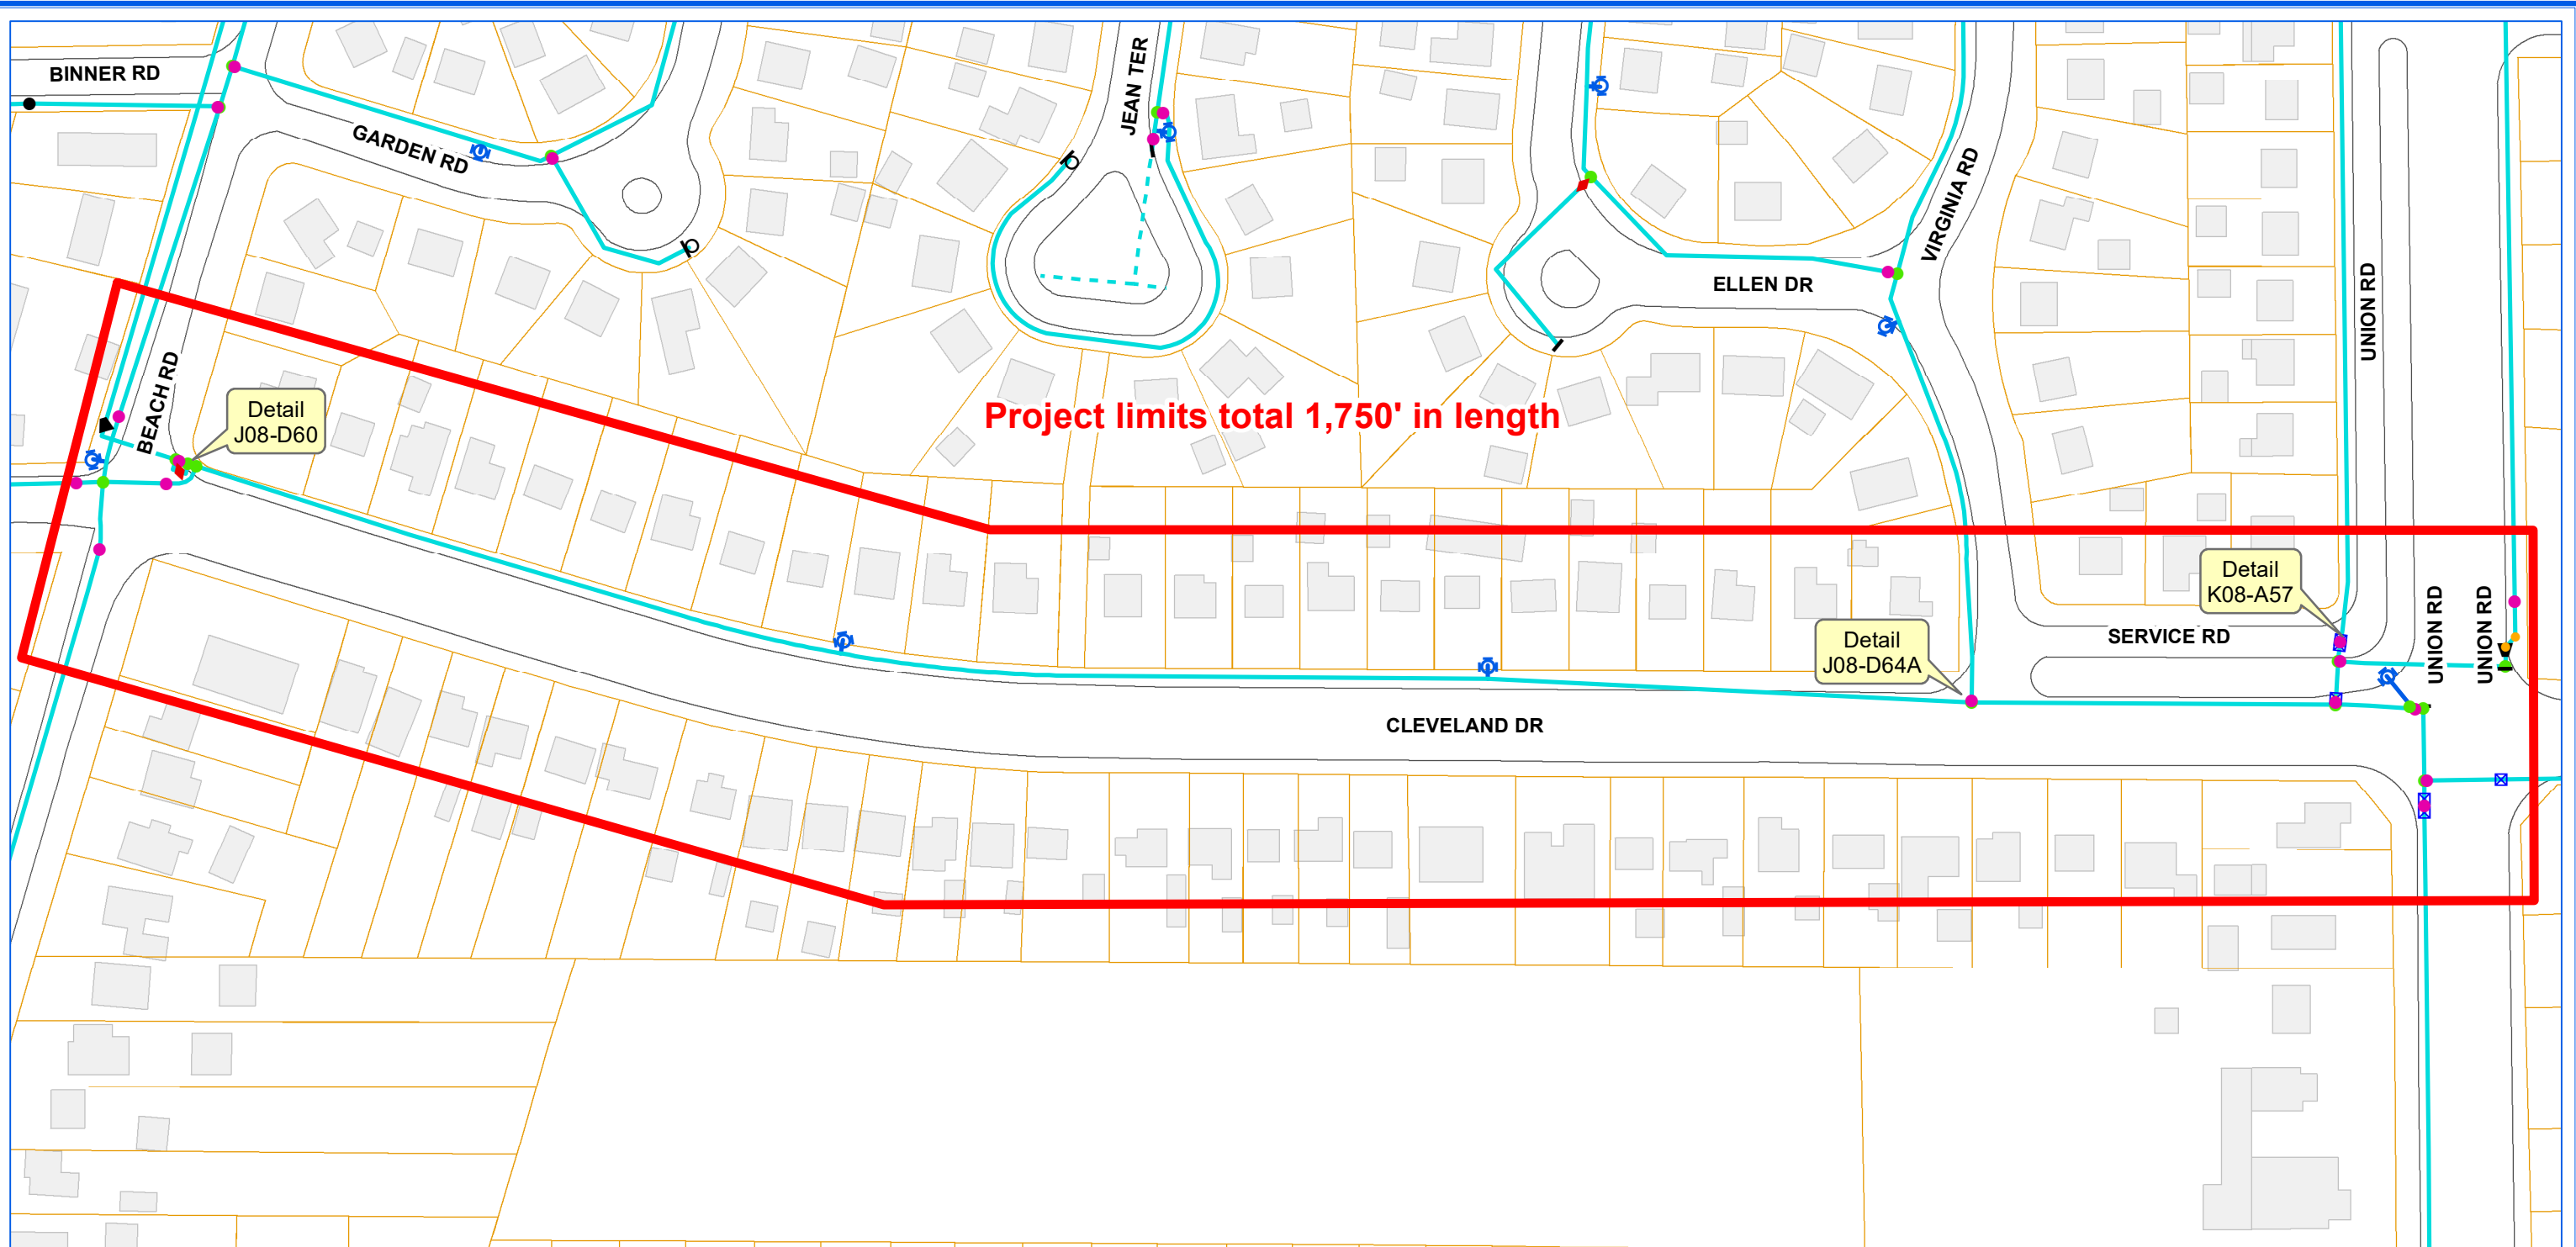 BINNER RD
GARDEN RD
JEAN TER
VIRGINIA RD
ELLEN DR
UNION RD
BEACH RD
Detail
J08-D60
Project limits total 1,750' in length
Detail
K08-A57
Detail
J08-D64A
SERVICE RD
UNION RD
UNION RD
CLEVELAND DR